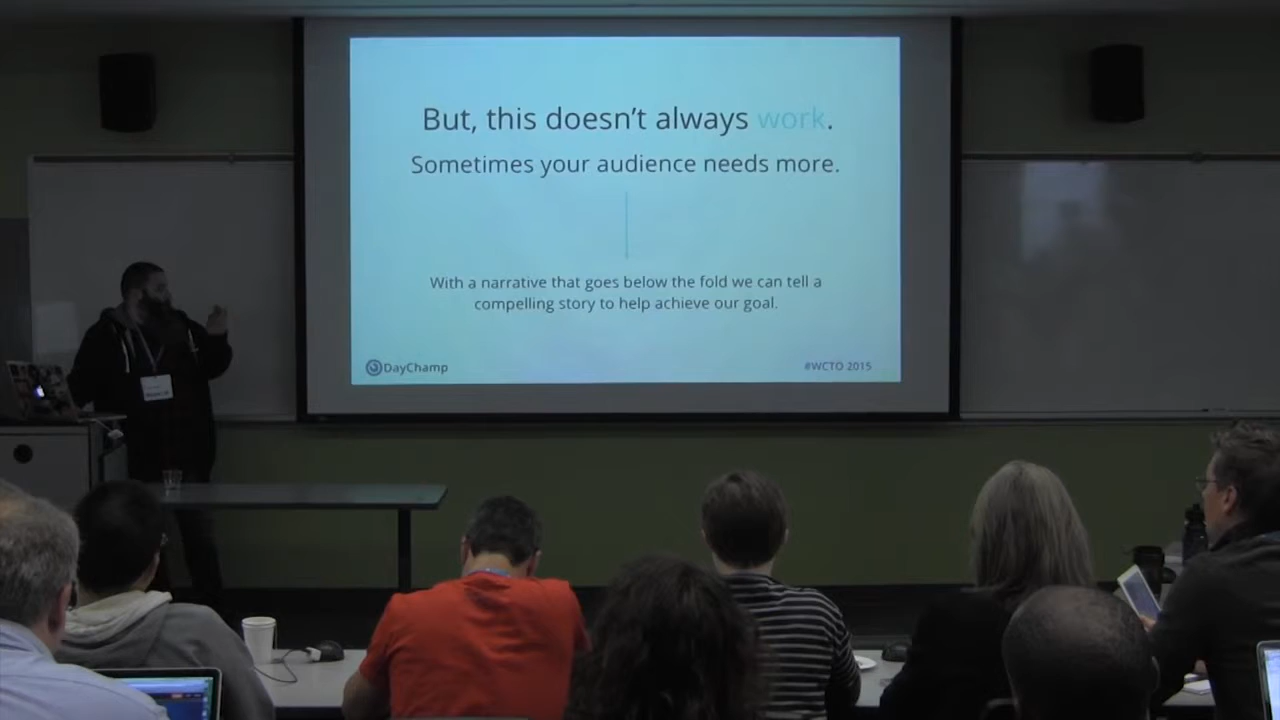 But, this doesn't always work.
Sometimes your audience needs more.
With a narrative that goes below the fold we can tell a
compelling story to help achieve our goal.
DayChamp
#WCTO 2015